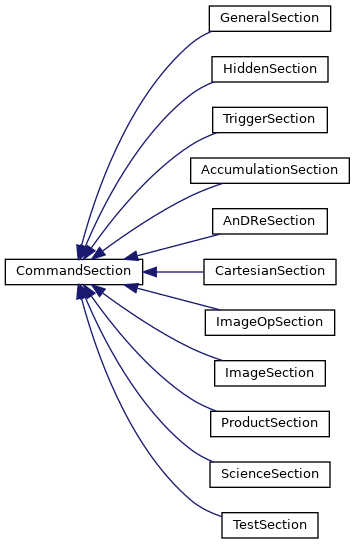 GeneralSection
HiddenSection
TriggerSection
AccumulationSection
AnDReSection
CommandSection
CartesianSection
ImageOpSection
ImageSection
ProductSection
ScienceSection
TestSection